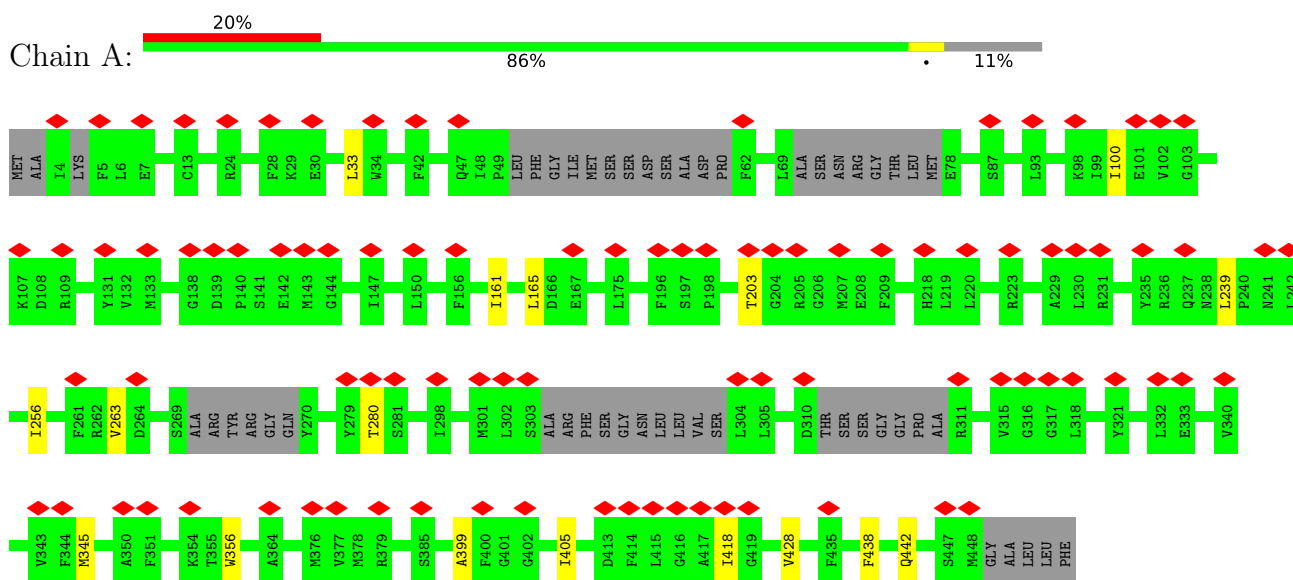 20%
Chain A:
86% • 11%
MET ALA I4 LYS F5 L6 E7 C13 R24 F28 K29 E30 L33 W34 F42 Q47 I48 P49 LEU PHE GLY ILE MET SER SER ASP SER ALA ASP PRO F62 L69 ALA SER ASN ARG GLY THR LEU MET E78 S87 L93 K98 I99 I100 E101 V102 G103
K107 D108 R109 Y131 V132 M133 G138 D139 P140 S141 E142 M143 G144 I147 L150 F156 I161 L165 D166 E167 L175 F196 S197 P198 T203 G204 R205 G206 M207 E208 F209 H218 L219 L220 R223 A229 L230 R231 Y235 R236 Q237 N238 L239 P240 N241 L242
I256 F261 R262 V263 D264 S269 ALA ARG TYR ARG GLY GLN Y270 Y279 T280 S281 I298 M301 L302 S303 ALA ARG PHE SER GLY ASN LEU LEU VAL SER L304 L305 D310 THR SER SER GLY GLY PRO ALA R311 V315 G316 G317 L318 Y321 L332 E333 V340
V343 F344 M345 A350 F351 K354 T355 W356 A364 M376 V377 M378 R379 S385 A399 F400 G401 G402 I405 D413 F414 L415 G416 A417 I418 G419 V428 F435 F438 Q442 S447 M448 GLY ALA LEU LEU PHE